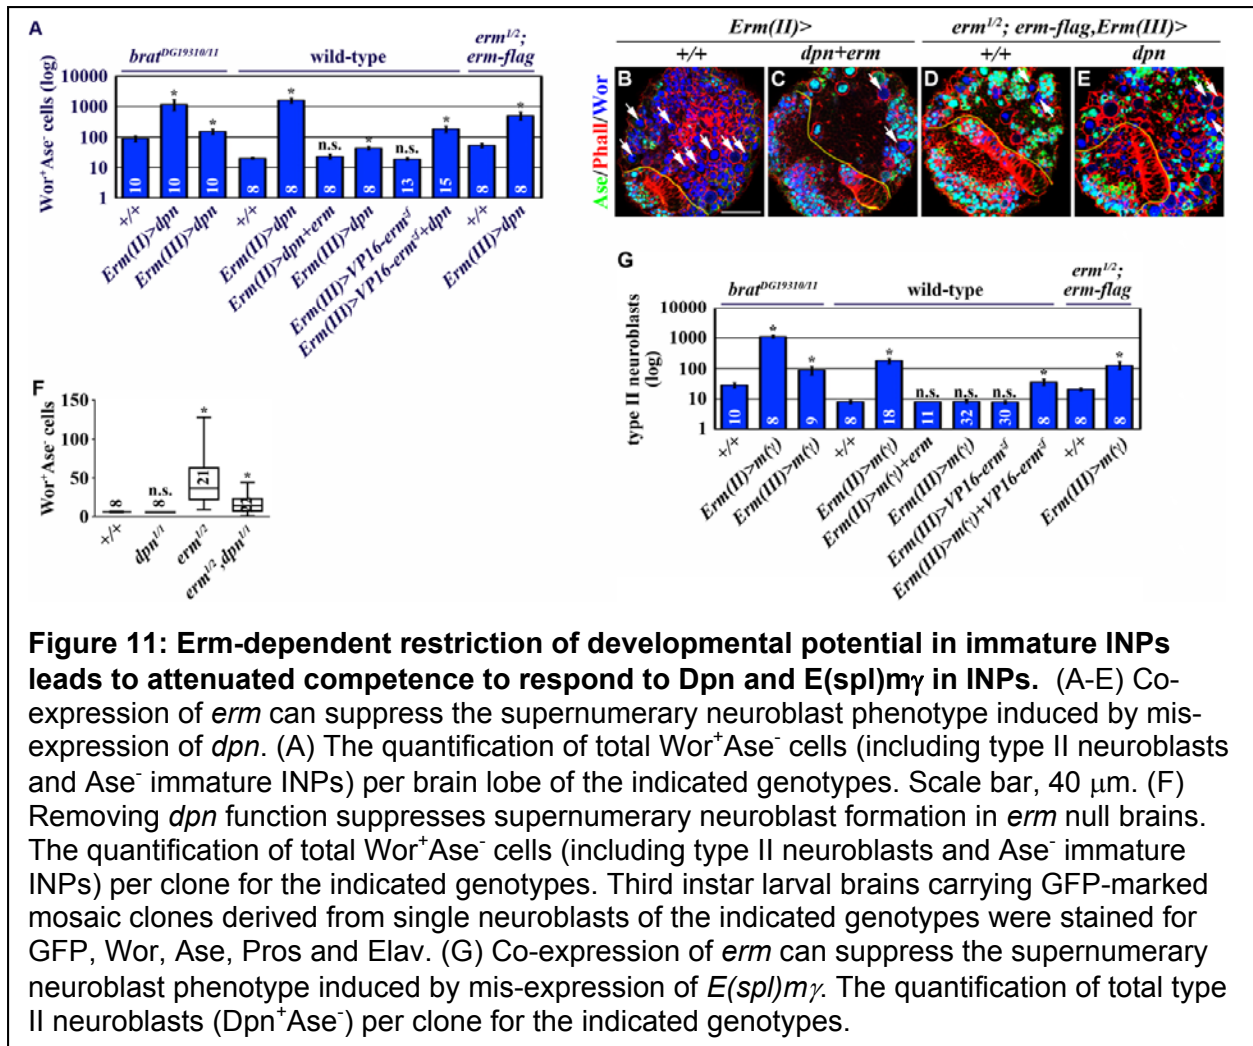 A
brat^DG19310/11
wild-type
erm^1/2;
erm-flag
Wor+Ase- cells (log)
10000
1000
100
10
1
* * * n.s. * n.s. * *
10 10 10 8 8 8 8 13 15 8 8
+/+
Erm(II)>dpn
Erm(III)>dpn
+/+
Erm(II)>dpn
Erm(II)>dpn+erm
Erm(III)>dpn
Erm(III)>VP16-erm^zf
Erm(III)>VP16-erm^zf+dpn
+/+
Erm(III)>dpn
Erm(II)> erm^1/2; erm-flag,Erm(III)>
+/+ dpn+erm +/+ dpn
B C D E
Ase/Phall/Wor
F
Wor+Ase- cells
150
100
50
0
8 n.s. 8 * 21 *
+/+
dpn^1/1
erm^1/2
erm^1/2,dpn^1/1
G
brat^DG19310/11
wild-type
erm^1/2;
erm-flag
type II neuroblasts
(log)
10000
1000
100
10
1
* * * n.s. n.s. n.s. * *
10 8 9 8 18 11 32 30 8 8 8
+/+
Erm(II)>m(γ)
Erm(III)>m(γ)
+/+
Erm(II)>m(γ)
Erm(II)>m(γ)+erm
Erm(III)>m(γ)
Erm(III)>VP16-erm^zf
Erm(III)>m(γ)+VP16-erm^zf
+/+
Erm(III)>m(γ)
Figure 11: Erm-dependent restriction of developmental potential in immature INPs
leads to attenuated competence to respond to Dpn and E(spl)mγ in INPs. (A-E) Co-
expression of erm can suppress the supernumerary neuroblast phenotype induced by mis-
expression of dpn. (A) The quantification of total Wor+Ase- cells (including type II neuroblasts
and Ase- immature INPs) per brain lobe of the indicated genotypes. Scale bar, 40 μm. (F)
Removing dpn function suppresses supernumerary neuroblast formation in erm null brains.
The quantification of total Wor+Ase- cells (including type II neuroblasts and Ase- immature
INPs) per clone for the indicated genotypes. Third instar larval brains carrying GFP-marked
mosaic clones derived from single neuroblasts of the indicated genotypes were stained for
GFP, Wor, Ase, Pros and Elav. (G) Co-expression of erm can suppress the supernumerary
neuroblast phenotype induced by mis-expression of E(spl)mγ. The quantification of total type
II neuroblasts (Dpn+Ase-) per clone for the indicated genotypes.